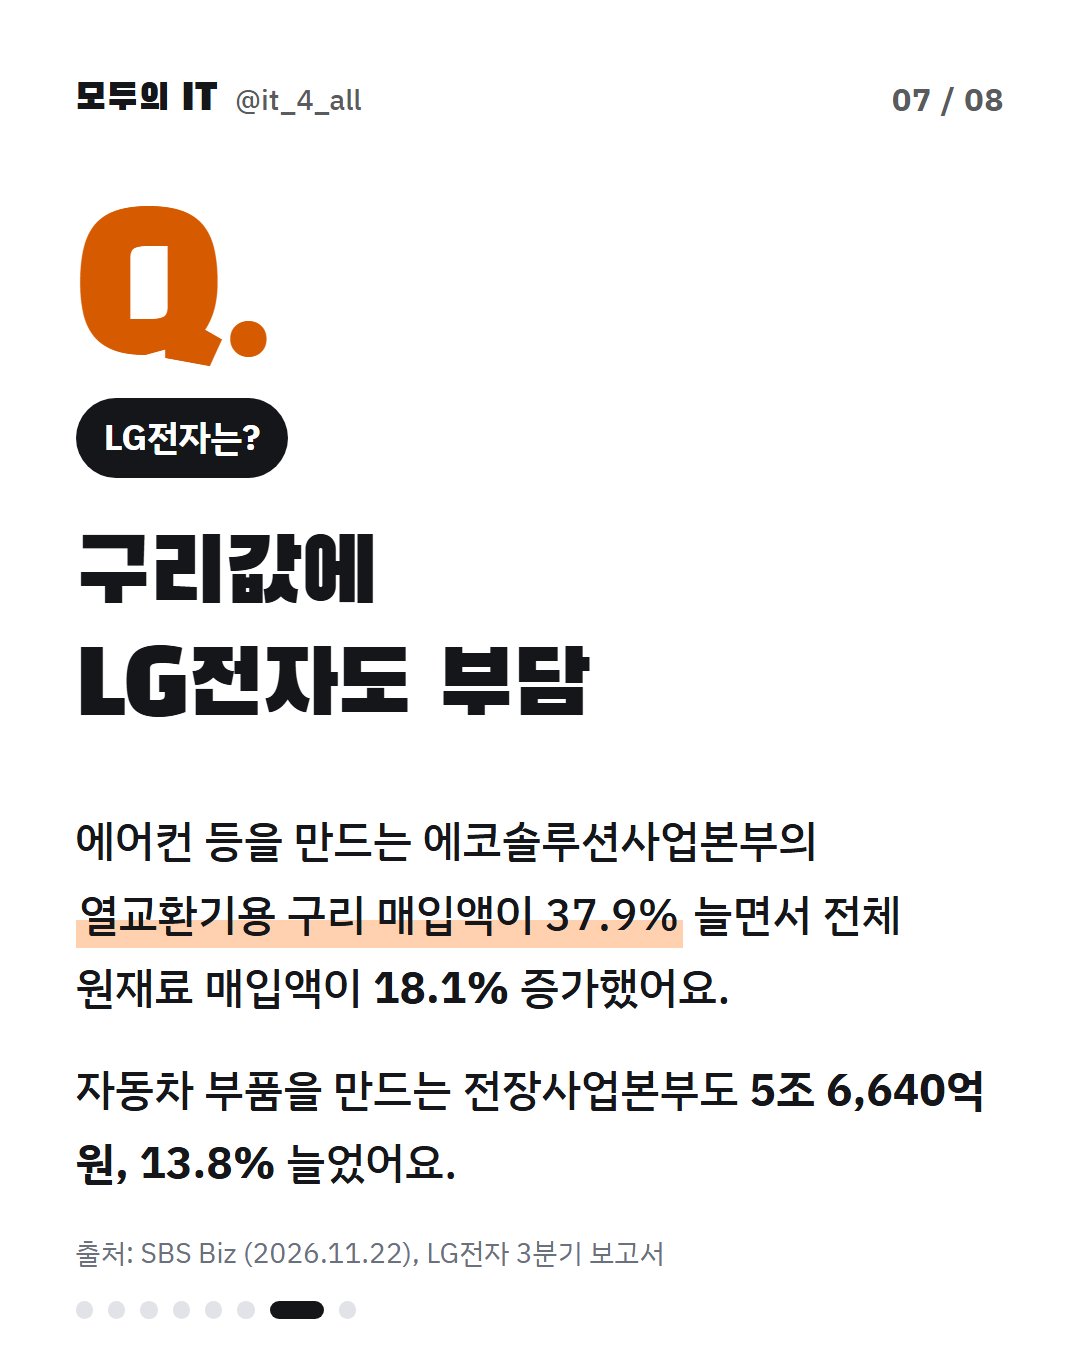 모두의 IT @it_4_all
07 / 08
Q.
LG전자는?
구리값에
LG전자도 부담
에어컨 등을 만드는 에코솔루션사업본부의
열교환기용 구리 매입액이 37.9% 늘면서 전체
원재료 매입액이 18.1% 증가했어요.
자동차 부품을 만드는 전장사업본부도 5조 6,640억
원, 13.8% 늘었어요.
출처: SBS Biz (2026.11.22), LG전자 3분기 보고서